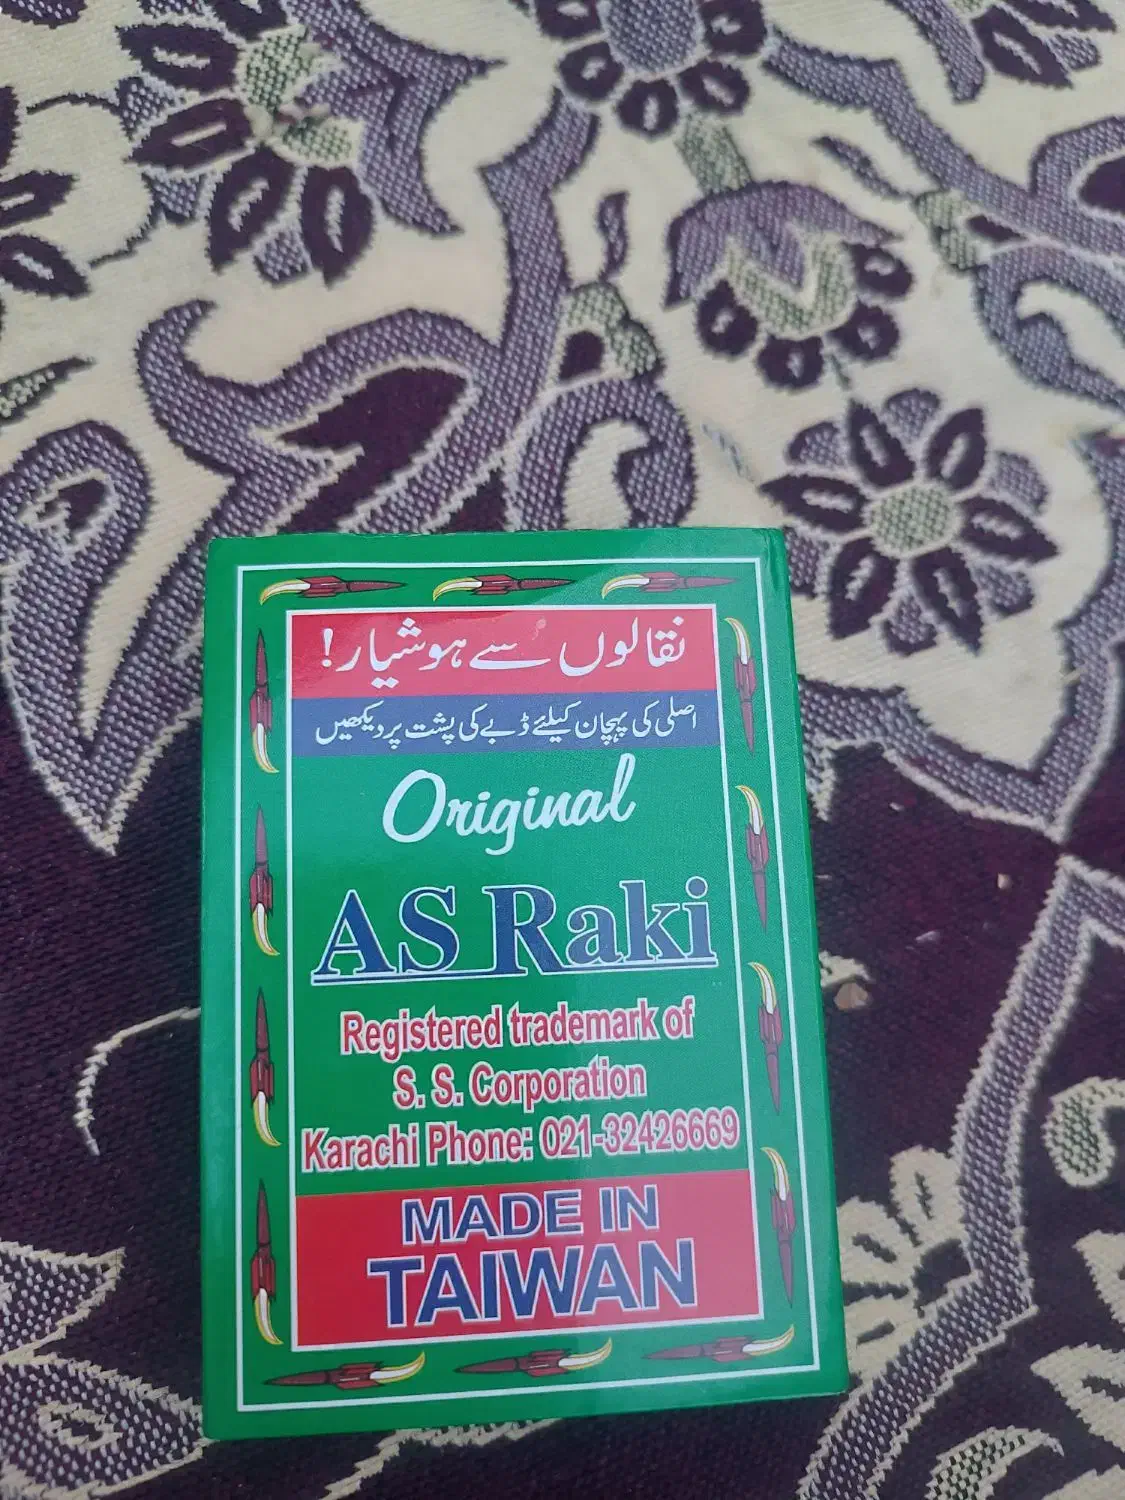 نقالوں سے ہوشیار!
اصلی کی پہچان کیلئے ڈبے کی پشت پر دیکھیں
Original
AS Raki
Registered trademark of
S. S. Corporation
Karachi Phone: 021-32426669
MADE IN
TAIWAN